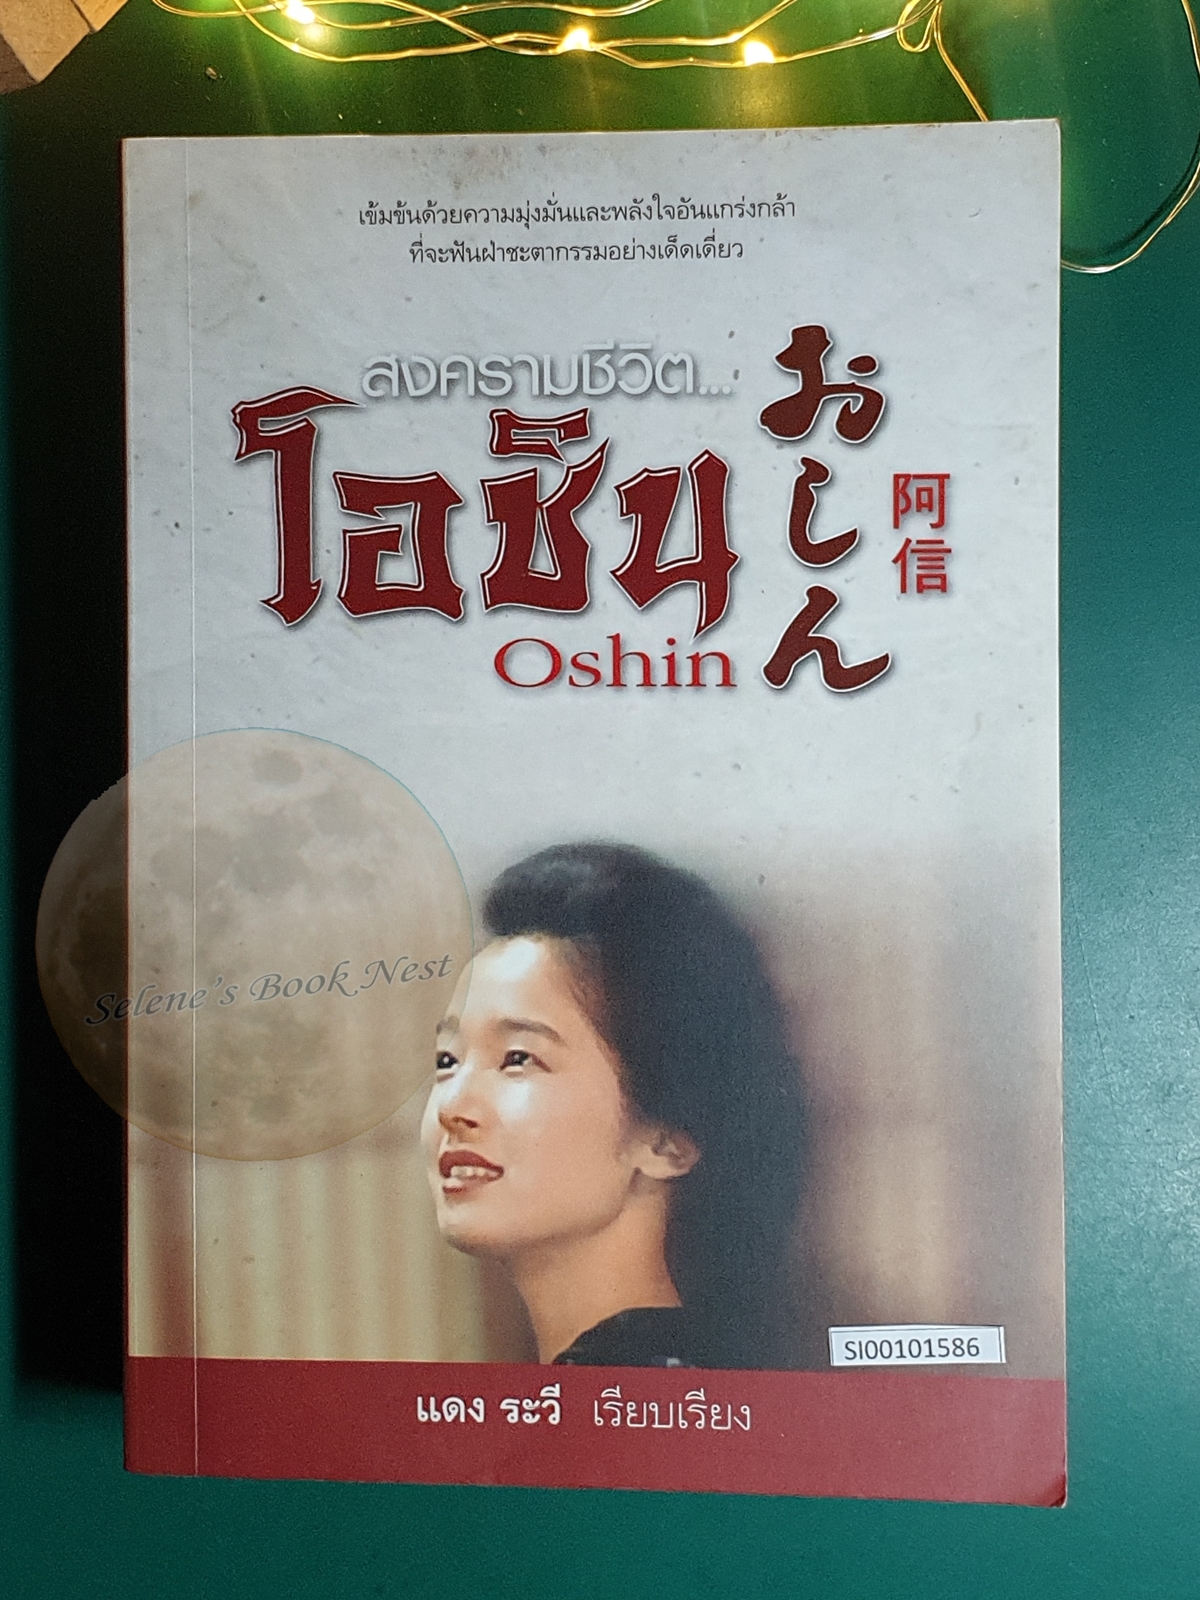 เข้มข้นด้วยความมุ่งมั่นและพลังใจอันแกร่งกล้า
ที่จะฟันฝ่าชะตากรรมอย่างเด็ดเดี่ยว
สงครามชีวิต...
โอชิน
Oshin
おしん
阿信
Selene's Book Nest
SI00101586
แดง ระวี เรียบเรียง